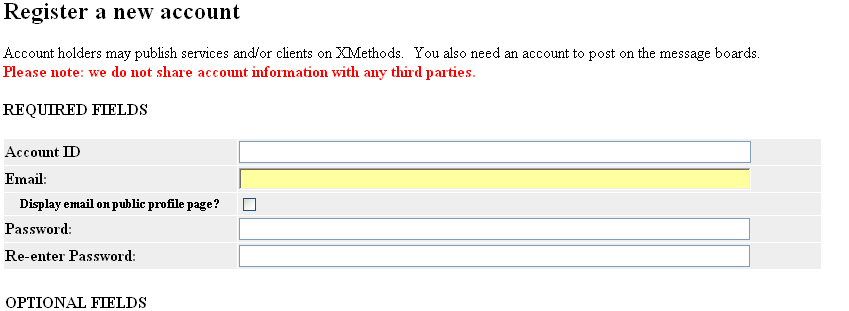 Register a new account
Account holders may publish services and/or clients on XMethods. You also need an account to post on the message boards.
Please note: we do not share account information with any third parties.
REQUIRED FIELDS
Account ID
Email:
Display email on public profile page?
Password:
Re-enter Password:
OPTIONAL FIELDS